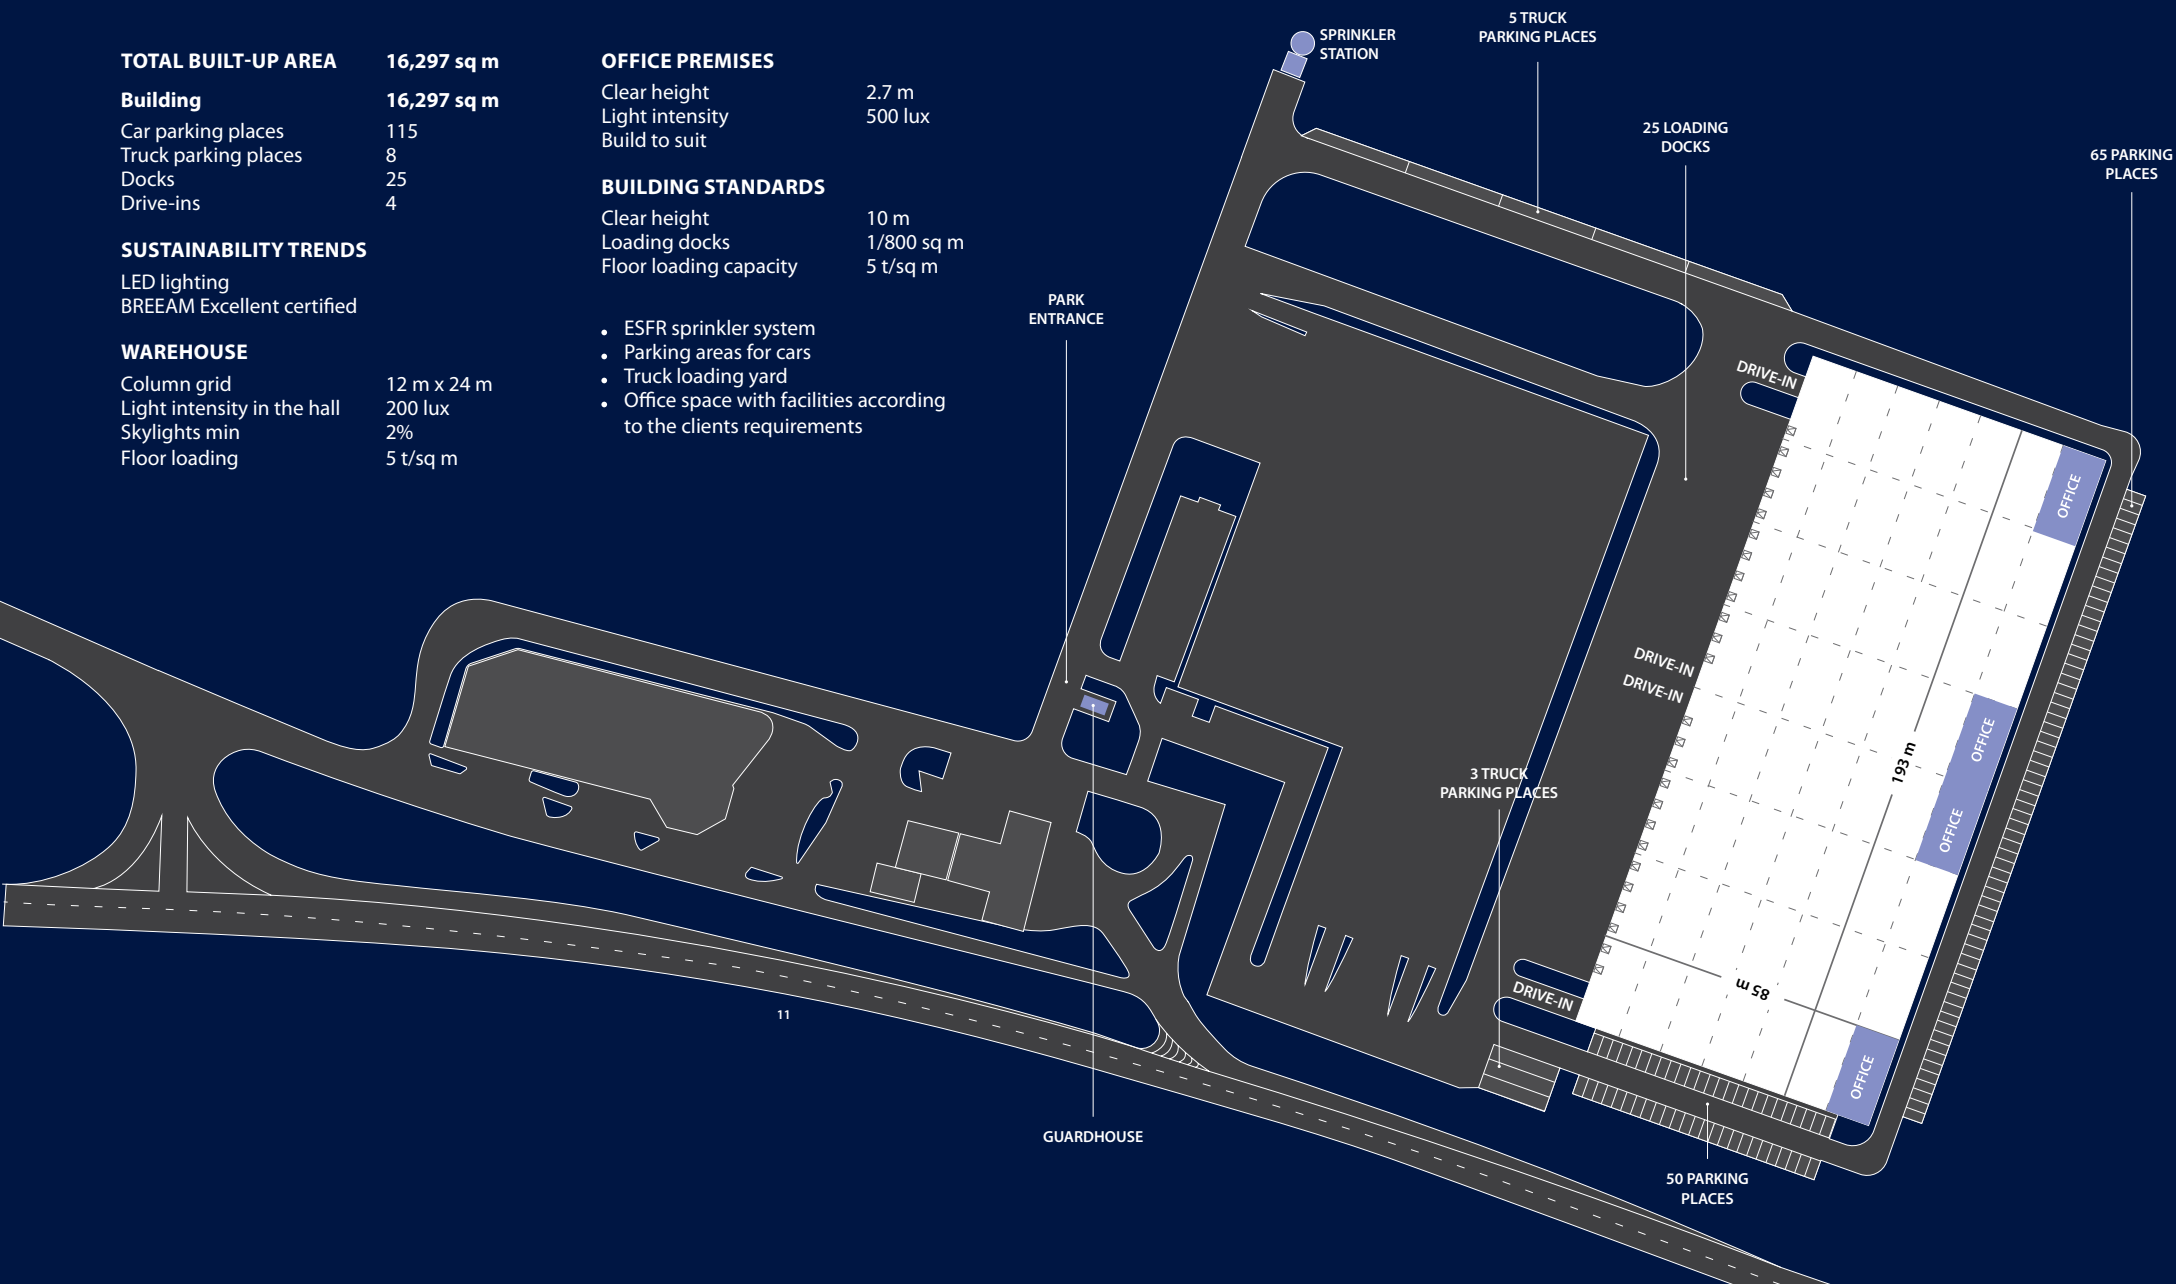 TOTAL BUILT-UP AREA 16,297 sq m
Building 16,297 sq m
Car parking places 115
Truck parking places 8
Docks 25
Drive-ins 4
SUSTAINABILITY TRENDS
LED lighting
BREEAM Excellent certified
WAREHOUSE
Column grid 12 m x 24 m
Light intensity in the hall 200 lux
Skylights min 2%
Floor loading 5 t/sq m
OFFICE PREMISES
Clear height 2.7 m
Light intensity 500 lux
Build to suit
BUILDING STANDARDS
Clear height 10 m
Loading docks 1/800 sq m
Floor loading capacity 5 t/sq m
• ESFR sprinkler system
• Parking areas for cars
• Truck loading yard
• Office space with facilities according
to the clients requirements
SPRINKLER
STATION
5 TRUCK
PARKING PLACES
25 LOADING
DOCKS
65 PARKING
PLACES
PARK
ENTRANCE
DRIVE-IN
OFFICE
DRIVE-IN
DRIVE-IN
OFFICE
193 m
OFFICE
3 TRUCK
PARKING PLACES
85 m
DRIVE-IN
OFFICE
11
GUARDHOUSE
50 PARKING
PLACES